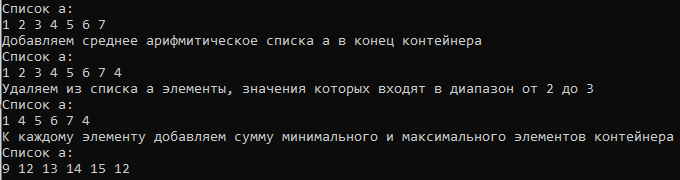 Список а:
1 2 3 4 5 6 7
Добавляем среднее арифмитическое списка а в конец контейнера
Список а:
1 2 3 4 5 6 7 4
Удаляем из списка а элементы, значения которых входят в диапазон от 2 до 3
Список а:
1 4 5 6 7 4
К каждому элементу добавляем сумму минимального и максимального элементов контейнера
Список а:
9 12 13 14 15 12